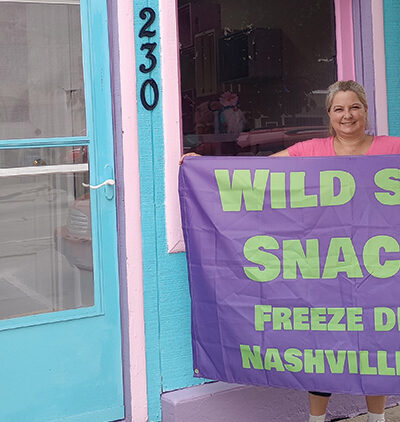 230
WILD S
SNAC
FREEZE D
NASHVILL